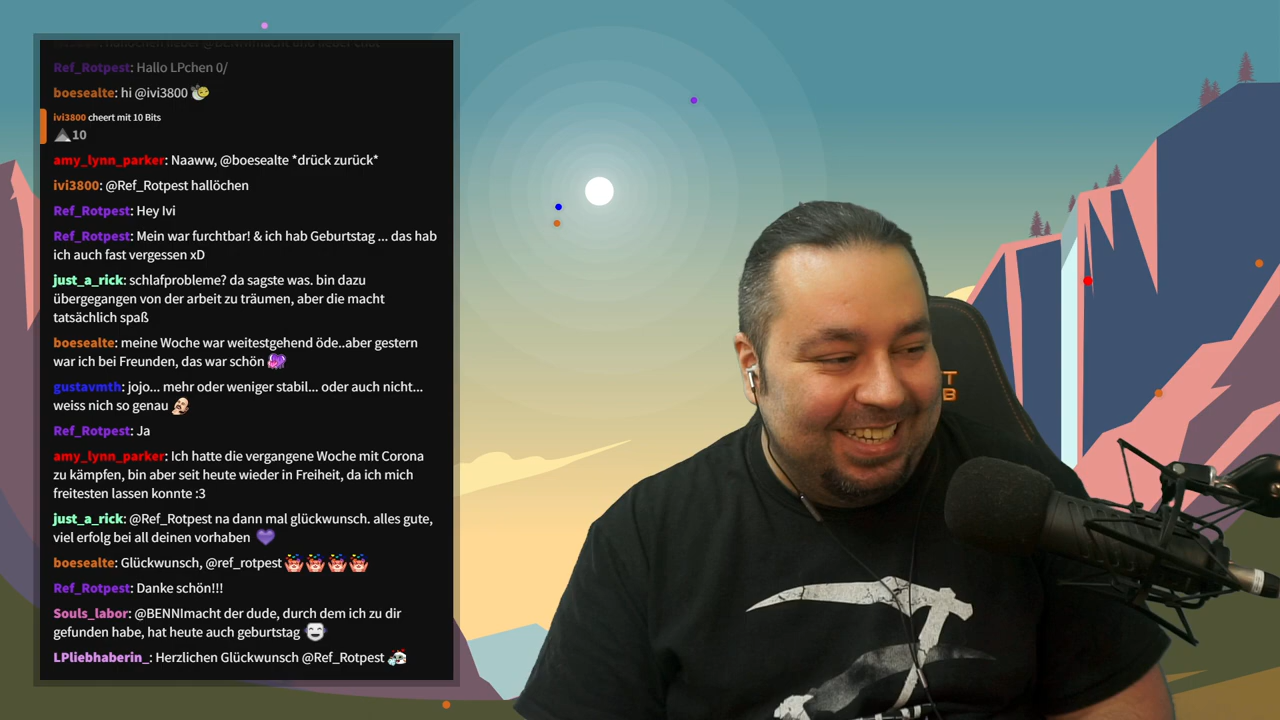 Ref_Rotpest: Hallo LPchen 0/
boesealte: hi @ivi3800
ivi3800 cheert mit 10 Bits
10
amy_lynn_parker: Naaww, @boesealte *drück zurück*
ivi3800: @Ref_Rotpest hallöchen
Ref_Rotpest: Hey Ivi
Ref_Rotpest: Mein war furchtbar! & ich hab Geburtstag ... das hab
ich auch fast vergessen xD
just_a_rick: schlafprobleme? da sagste was. bin dazu
übergegangen von der arbeit zu träumen, aber die macht
tatsächlich spaß
boesealte: meine Woche war weitestgehend öde..aber gestern
war ich bei Freunden, das war schön
gustavmth: jojo... mehr oder weniger stabil... oder auch nicht...
weiss nich so genau
Ref_Rotpest: Ja
amy_lynn_parker: Ich hatte die vergangene Woche mit Corona
zu kämpfen, bin aber seit heute wieder in Freiheit, da ich mich
freitesten lassen konnte :3
just_a_rick: @Ref_Rotpest na dann mal glückwunsch. alles gute,
viel erfolg bei all deinen vorhaben
boesealte: Glückwunsch, @ref_rotpest
Ref_Rotpest: Danke schön!!!
Souls_labor: @BENNImacht der dude, durch dem ich zu dir
gefunden habe, hat heute auch geburtstag
LPliebhaberin_: Herzlichen Glückwunsch @Ref_Rotpest
T
B